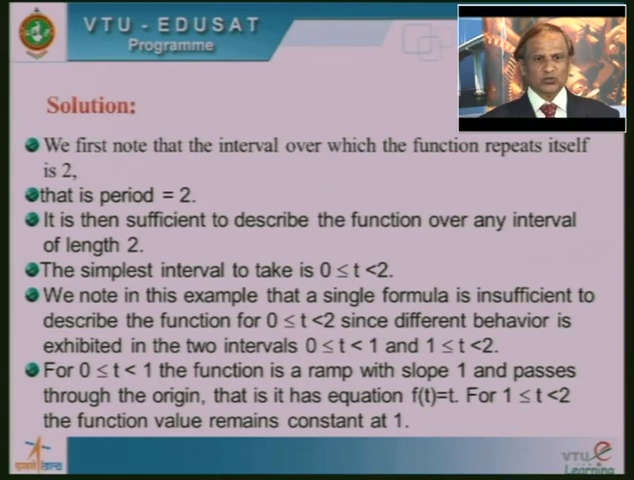 VTU - EDUSAT
Programme
Solution:
We first note that the interval over which the function repeats itself
is 2,
that is period = 2.
It is then sufficient to describe the function over any interval
of length 2.
The simplest interval to take is 0 ≤ t <2.
We note in this example that a single formula is insufficient to
describe the function for 0 ≤ t <2 since different behavior is
exhibited in the two intervals 0 ≤ t < 1 and 1 ≤ t <2.
For 0 ≤ t < 1 the function is a ramp with slope 1 and passes
through the origin, that is it has equation f(t)=t. For 1 ≤ t <2
the function value remains constant at 1.
VTU e
Learning